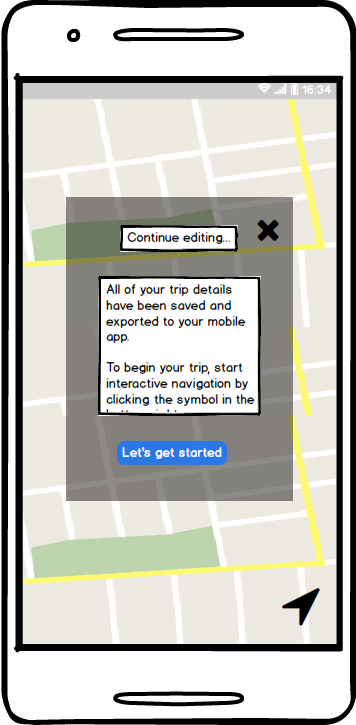 16:34
Continue editing...
All of your trip details
have been saved and
exported to your mobile
app.
To begin your trip, start
interactive navigation by
clicking the symbol in the
Let's get started